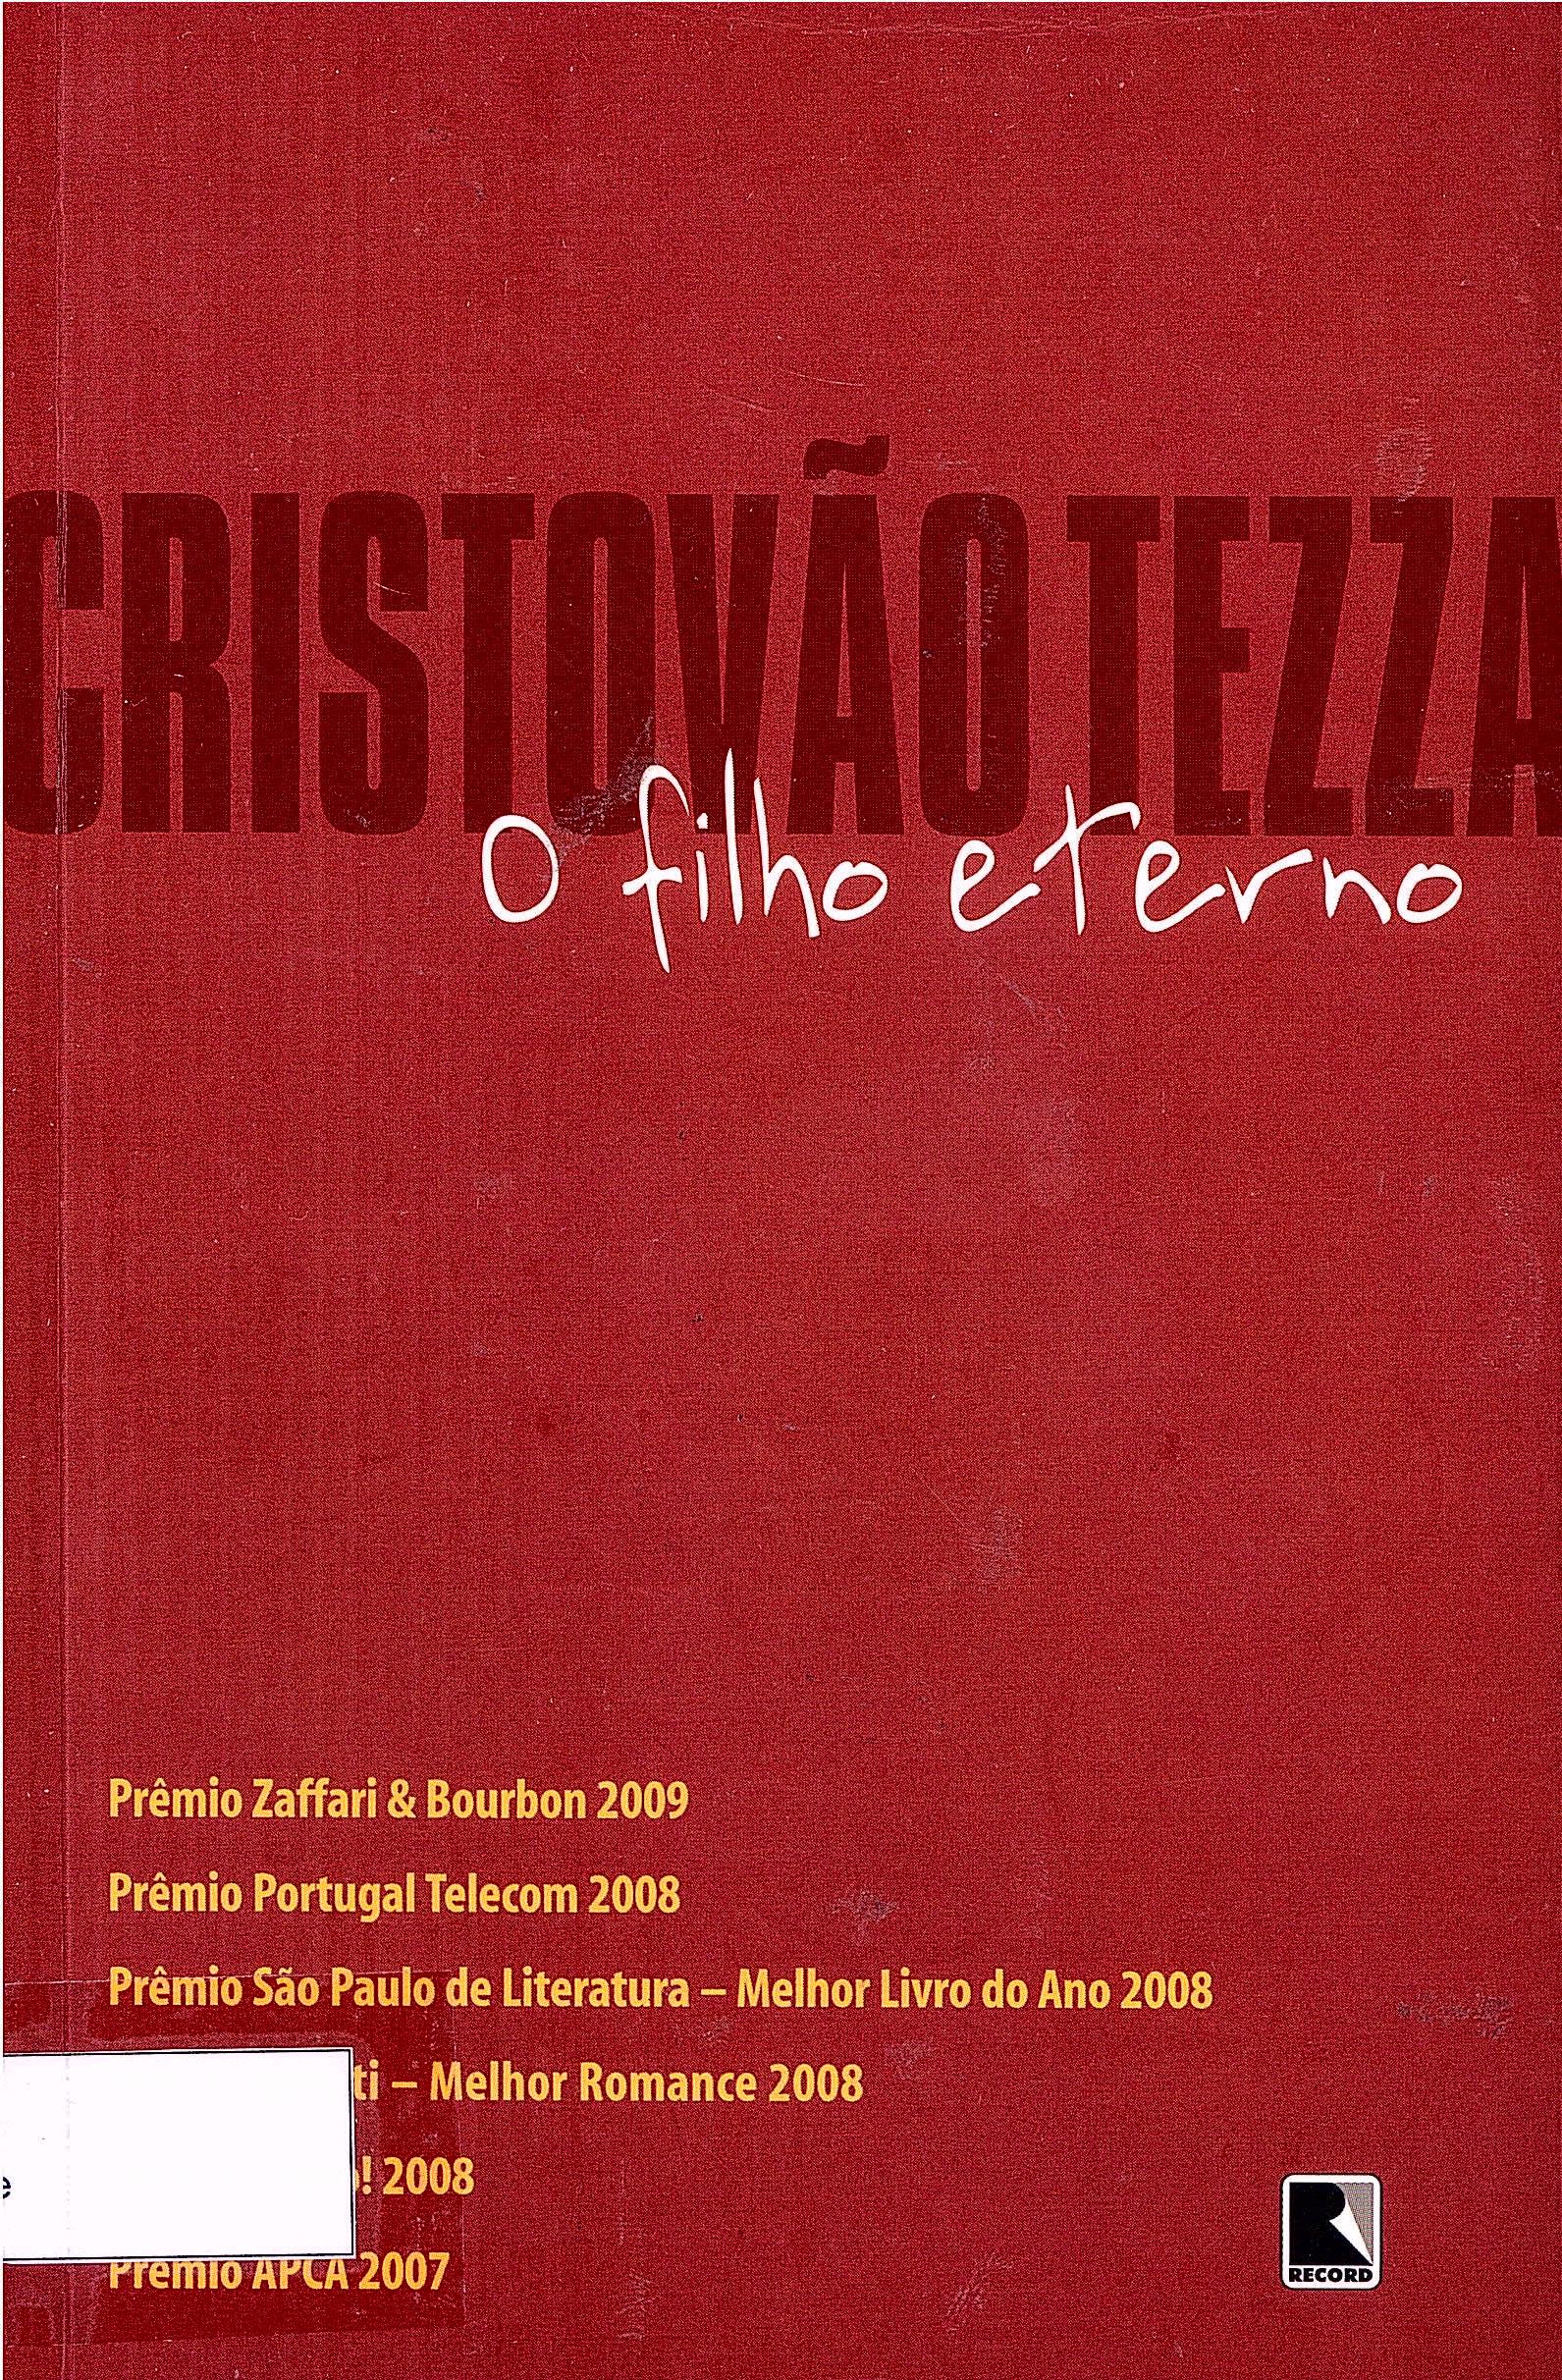 CRISTOVÃO TEZZA
O filho eterno
Prêmio Zaffari & Bourbon 2009
Prêmio Portugal Telecom 2008
Prêmio São Paulo de Literatura – Melhor Livro do Ano 2008
ti – Melhor Romance 2008
! 2008
Prêmio APCA 2007
RECORD